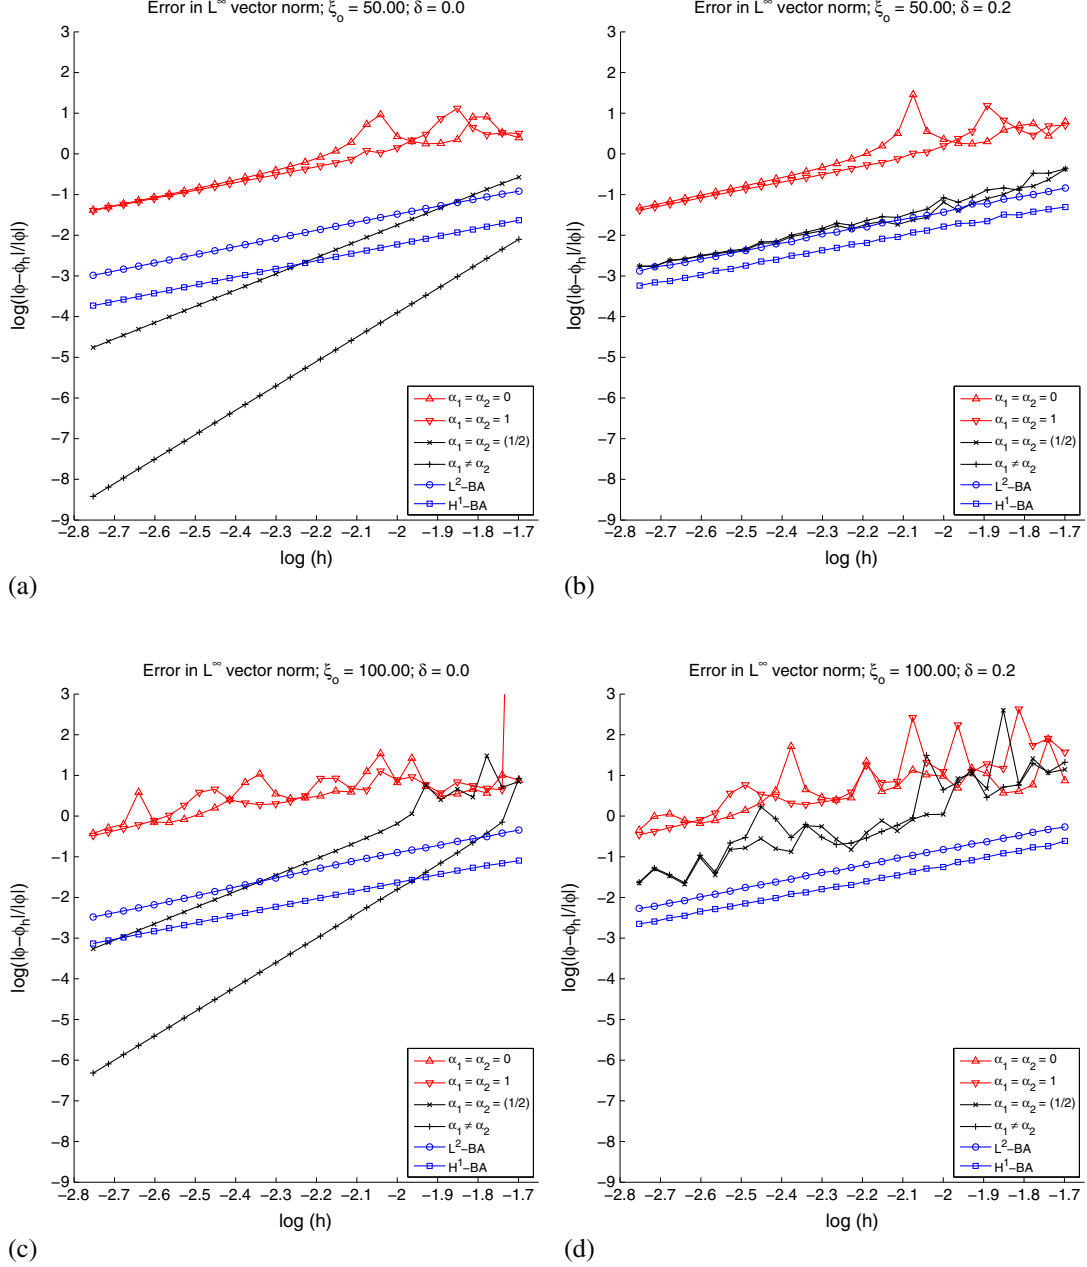 Error in L∞ vector norm; ξo = 50.00; δ = 0.0
3
2
1
0
−1
−2
−3
−4
−5
−6
−7
−8
−9
log(|ϕ−ϕh|/|ϕ|)
−2.8 −2.7 −2.6 −2.5 −2.4 −2.3 −2.2 −2.1 −2 −1.9 −1.8 −1.7
log (h)
α1 = α2 = 0
α1 = α2 = 1
α1 = α2 = (1/2)
α1 ≠ α2
L2−BA
H1−BA
(a)
Error in L∞ vector norm; ξo = 50.00; δ = 0.2
3
2
1
0
−1
−2
−3
−4
−5
−6
−7
−8
−9
log(|ϕ−ϕh|/|ϕ|)
−2.8 −2.7 −2.6 −2.5 −2.4 −2.3 −2.2 −2.1 −2 −1.9 −1.8 −1.7
log (h)
α1 = α2 = 0
α1 = α2 = 1
α1 = α2 = (1/2)
α1 ≠ α2
L2−BA
H1−BA
(b)
Error in L∞ vector norm; ξo = 100.00; δ = 0.0
3
2
1
0
−1
−2
−3
−4
−5
−6
−7
−8
−9
log(|ϕ−ϕh|/|ϕ|)
−2.8 −2.7 −2.6 −2.5 −2.4 −2.3 −2.2 −2.1 −2 −1.9 −1.8 −1.7
log (h)
α1 = α2 = 0
α1 = α2 = 1
α1 = α2 = (1/2)
α1 ≠ α2
L2−BA
H1−BA
(c)
Error in L∞ vector norm; ξo = 100.00; δ = 0.2
3
2
1
0
−1
−2
−3
−4
−5
−6
−7
−8
−9
log(|ϕ−ϕh|/|ϕ|)
−2.8 −2.7 −2.6 −2.5 −2.4 −2.3 −2.2 −2.1 −2 −1.9 −1.8 −1.7
log (h)
α1 = α2 = 0
α1 = α2 = 1
α1 = α2 = (1/2)
α1 ≠ α2
L2−BA
H1−BA
(d)